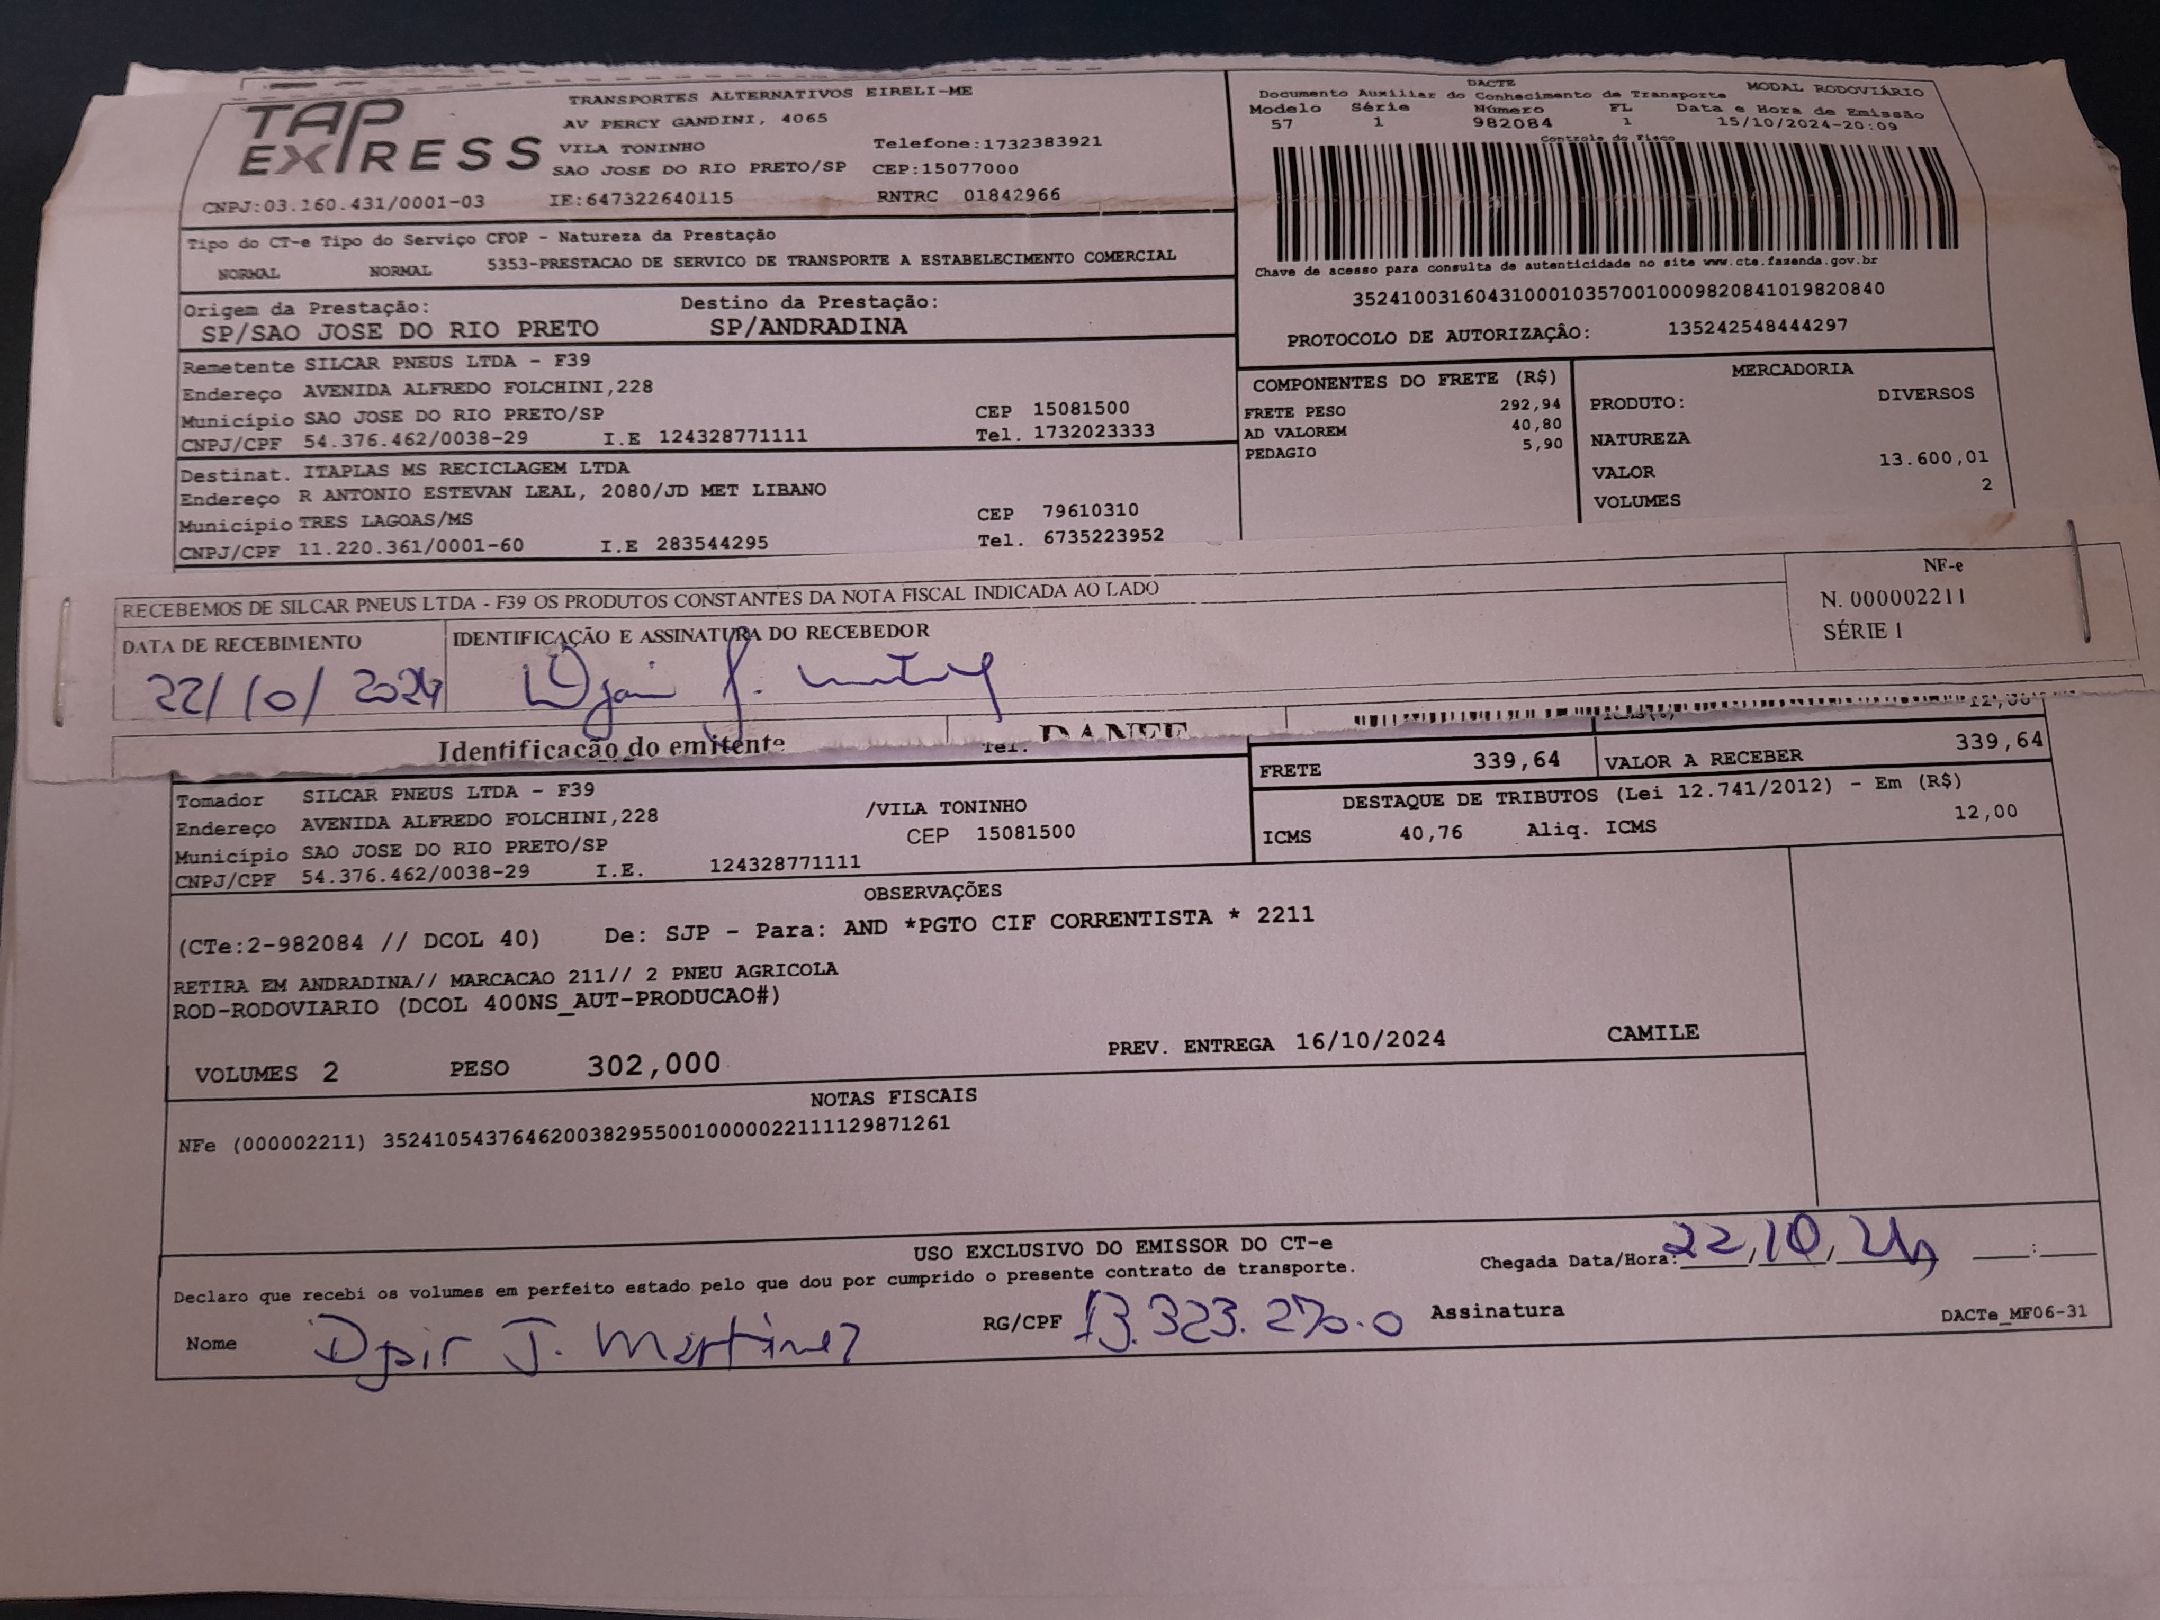 TAP EXPRESS
TRANSPORTES ALTERNATIVOS EIRELI-ME
AV PERCY GANDINI, 4065
VILA TONINHO Telefone:1732383921
SAO JOSE DO RIO PRETO/SP CEP:15077000
CNPJ:03.160.431/0001-03 IE:647322640115 RNTRC 01842966
DACTE MODAL RODOVIÁRIO
Documento Auxiliar do Conhecimento de Transporte
Modelo Série Número FL Data e Hora de Emissão
57 1 982084 1 15/10/2024-20:09
Controle do Fisco
Chave de acesso para consulta de autenticidade no site www.cte.fazenda.gov.br
35241003160431000103570010009820841019820840
PROTOCOLO DE AUTORIZAÇÃO: 135242548444297
Tipo do CT-e Tipo do Serviço CFOP - Natureza da Prestação
NORMAL NORMAL 5353-PRESTACAO DE SERVICO DE TRANSPORTE A ESTABELECIMENTO COMERCIAL
Origem da Prestação: Destino da Prestação:
SP/SAO JOSE DO RIO PRETO SP/ANDRADINA
Remetente SILCAR PNEUS LTDA - F39
Endereço AVENIDA ALFREDO FOLCHINI,228
Município SAO JOSE DO RIO PRETO/SP CEP 15081500
CNPJ/CPF 54.376.462/0038-29 I.E 124328771111 Tel. 1732023333
Destinat. ITAPLAS MS RECICLAGEM LTDA
Endereço R ANTONIO ESTEVAN LEAL, 2080/JD MET LIBANO
Município TRES LAGOAS/MS CEP 79610310
CNPJ/CPF 11.220.361/0001-60 I.E 283544295 Tel. 6735223952
COMPONENTES DO FRETE (R$)
FRETE PESO 292,94
AD VALOREM 40,80
PEDAGIO 5,90
MERCADORIA
PRODUTO: DIVERSOS
NATUREZA
VALOR 13.600,01
VOLUMES 2
RECEBEMOS DE SILCAR PNEUS LTDA - F39 OS PRODUTOS CONSTANTES DA NOTA FISCAL INDICADA AO LADO
DATA DE RECEBIMENTO IDENTIFICAÇÃO E ASSINATURA DO RECEBEDOR
22/10/2024
NF-e
N. 000002211
SÉRIE 1
Identificação do emitente
Tel. DANFE
12,00
FRETE 339,64 VALOR A RECEBER 339,64
DESTAQUE DE TRIBUTOS (Lei 12.741/2012) - Em (R$)
ICMS 40,76 Aliq. ICMS 12,00
Tomador SILCAR PNEUS LTDA - F39
Endereço AVENIDA ALFREDO FOLCHINI,228 /VILA TONINHO
Município SAO JOSE DO RIO PRETO/SP CEP 15081500
CNPJ/CPF 54.376.462/0038-29 I.E. 124328771111
OBSERVAÇÕES
(CTe:2-982084 // DCOL 40) De: SJP - Para: AND *PGTO CIF CORRENTISTA * 2211
RETIRA EM ANDRADINA// MARCACAO 211// 2 PNEU AGRICOLA
ROD-RODOVIARIO (DCOL 400NS_AUT-PRODUCAO#)
VOLUMES 2 PESO 302,000 PREV. ENTREGA 16/10/2024 CAMILE
NOTAS FISCAIS
NFe (000002211) 35241054376462003829550010000022111129871261
USO EXCLUSIVO DO EMISSOR DO CT-e
Declaro que recebi os volumes em perfeito estado pelo que dou por cumprido o presente contrato de transporte.
Chegada Data/Hora: 22,10,24 :
Nome J. Martinez RG/CPF 13.323.270.0 Assinatura
DACTe_MF06-31